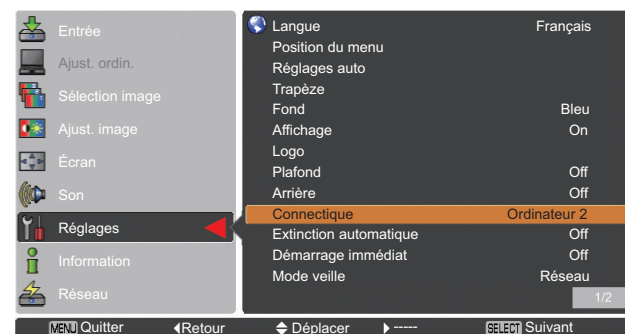 Entrée
Ajust. ordin.
Sélection image
Ajust. image
Écran
Son
Réglages
Information
Réseau
Langue Français
Position du menu
Réglages auto
Trapèze
Fond Bleu
Affichage On
Logo
Plafond Off
Arrière Off
Connectique Ordinateur 2
Extinction automatique Off
Démarrage immédiat Off
Mode veille Réseau
1/2
MENU Quitter Retour Déplacer ----- SELECT Suivant